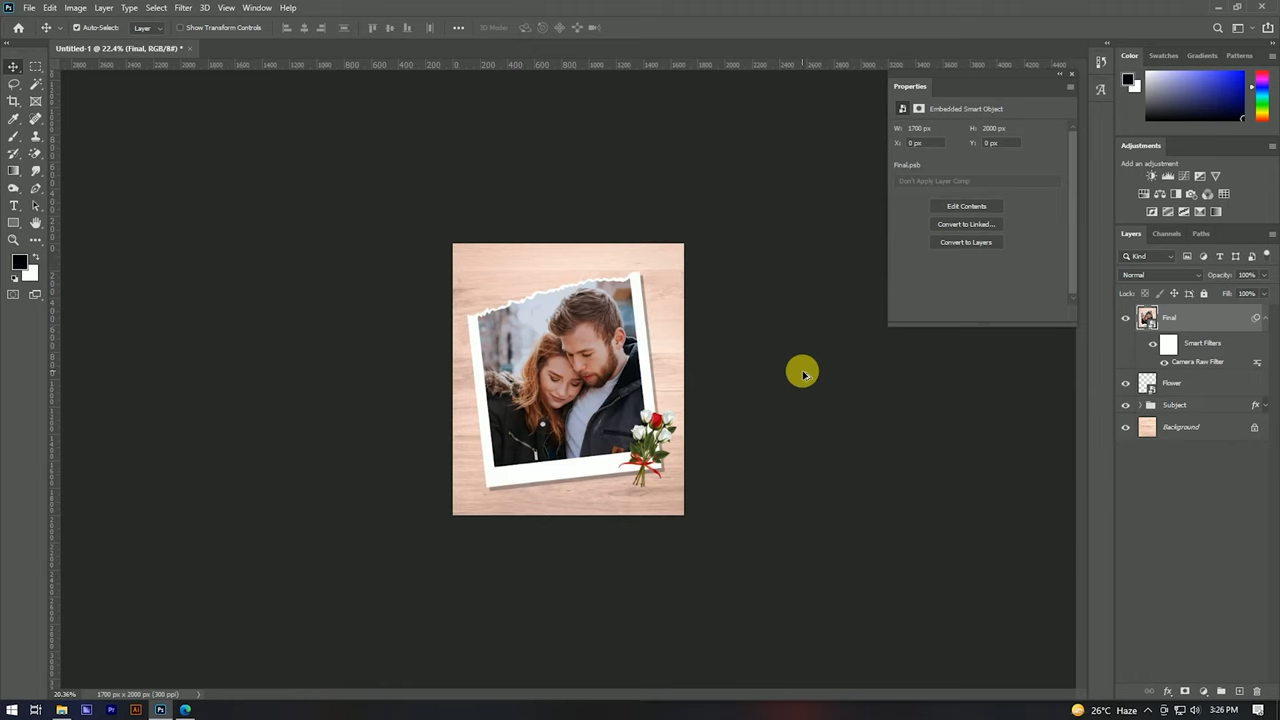 File Edit Image Layer Type Select Filter 3D View Window Help
Auto-Select: Layer Show Transform Controls 3D Mode:
Untitled-1 @ 22.4% (Final, RGB/8#) *
Color Swatches Gradients Patterns
Properties
Embedded Smart Object
W: 1700 px H: 2000 px
X: 0 px Y: 0 px
Final.psb
Don't Apply Layer Comp
Edit Contents
Convert to Linked...
Convert to Layers
Adjustments
Add an adjustment
Layers Channels Paths
Kind
Normal Opacity: 100%
Lock: Fill: 100%
Final
Smart Filters
Camera Raw Filter
Flower
Subject fx
Background
20.36% 1700 px x 2000 px (300 ppi)
26°C Haze 3:26 PM